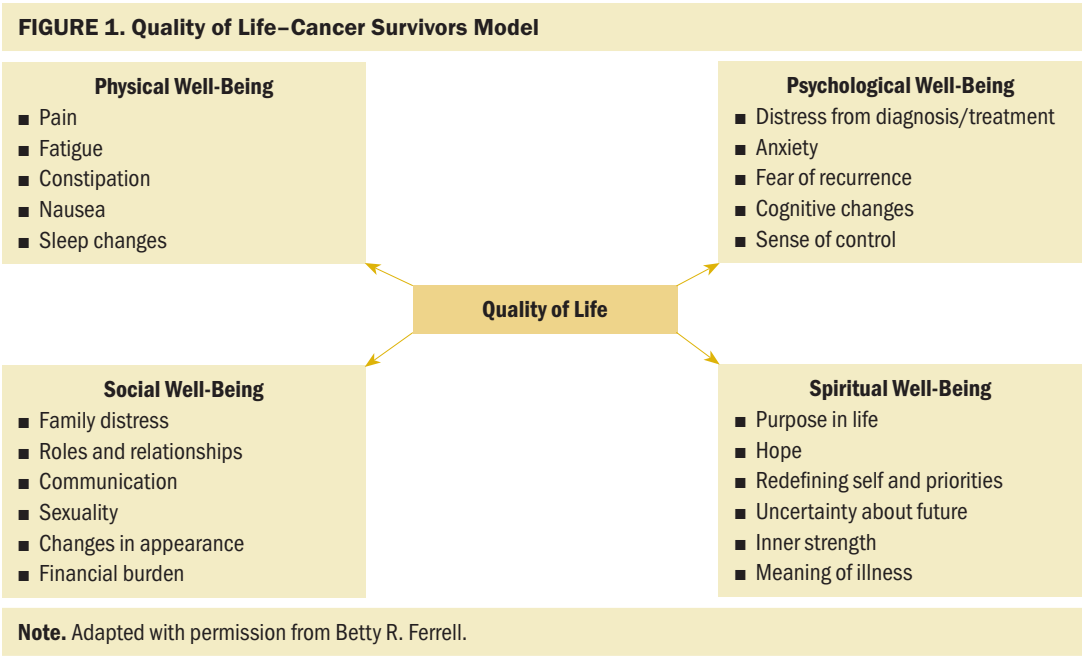 FIGURE 1. Quality of Life–Cancer Survivors Model
Physical Well-Being
■ Pain
■ Fatigue
■ Constipation
■ Nausea
■ Sleep changes
Psychological Well-Being
■ Distress from diagnosis/treatment
■ Anxiety
■ Fear of recurrence
■ Cognitive changes
■ Sense of control
Quality of Life
Social Well-Being
■ Family distress
■ Roles and relationships
■ Communication
■ Sexuality
■ Changes in appearance
■ Financial burden
Spiritual Well-Being
■ Purpose in life
■ Hope
■ Redefining self and priorities
■ Uncertainty about future
■ Inner strength
■ Meaning of illness
Note. Adapted with permission from Betty R. Ferrell.